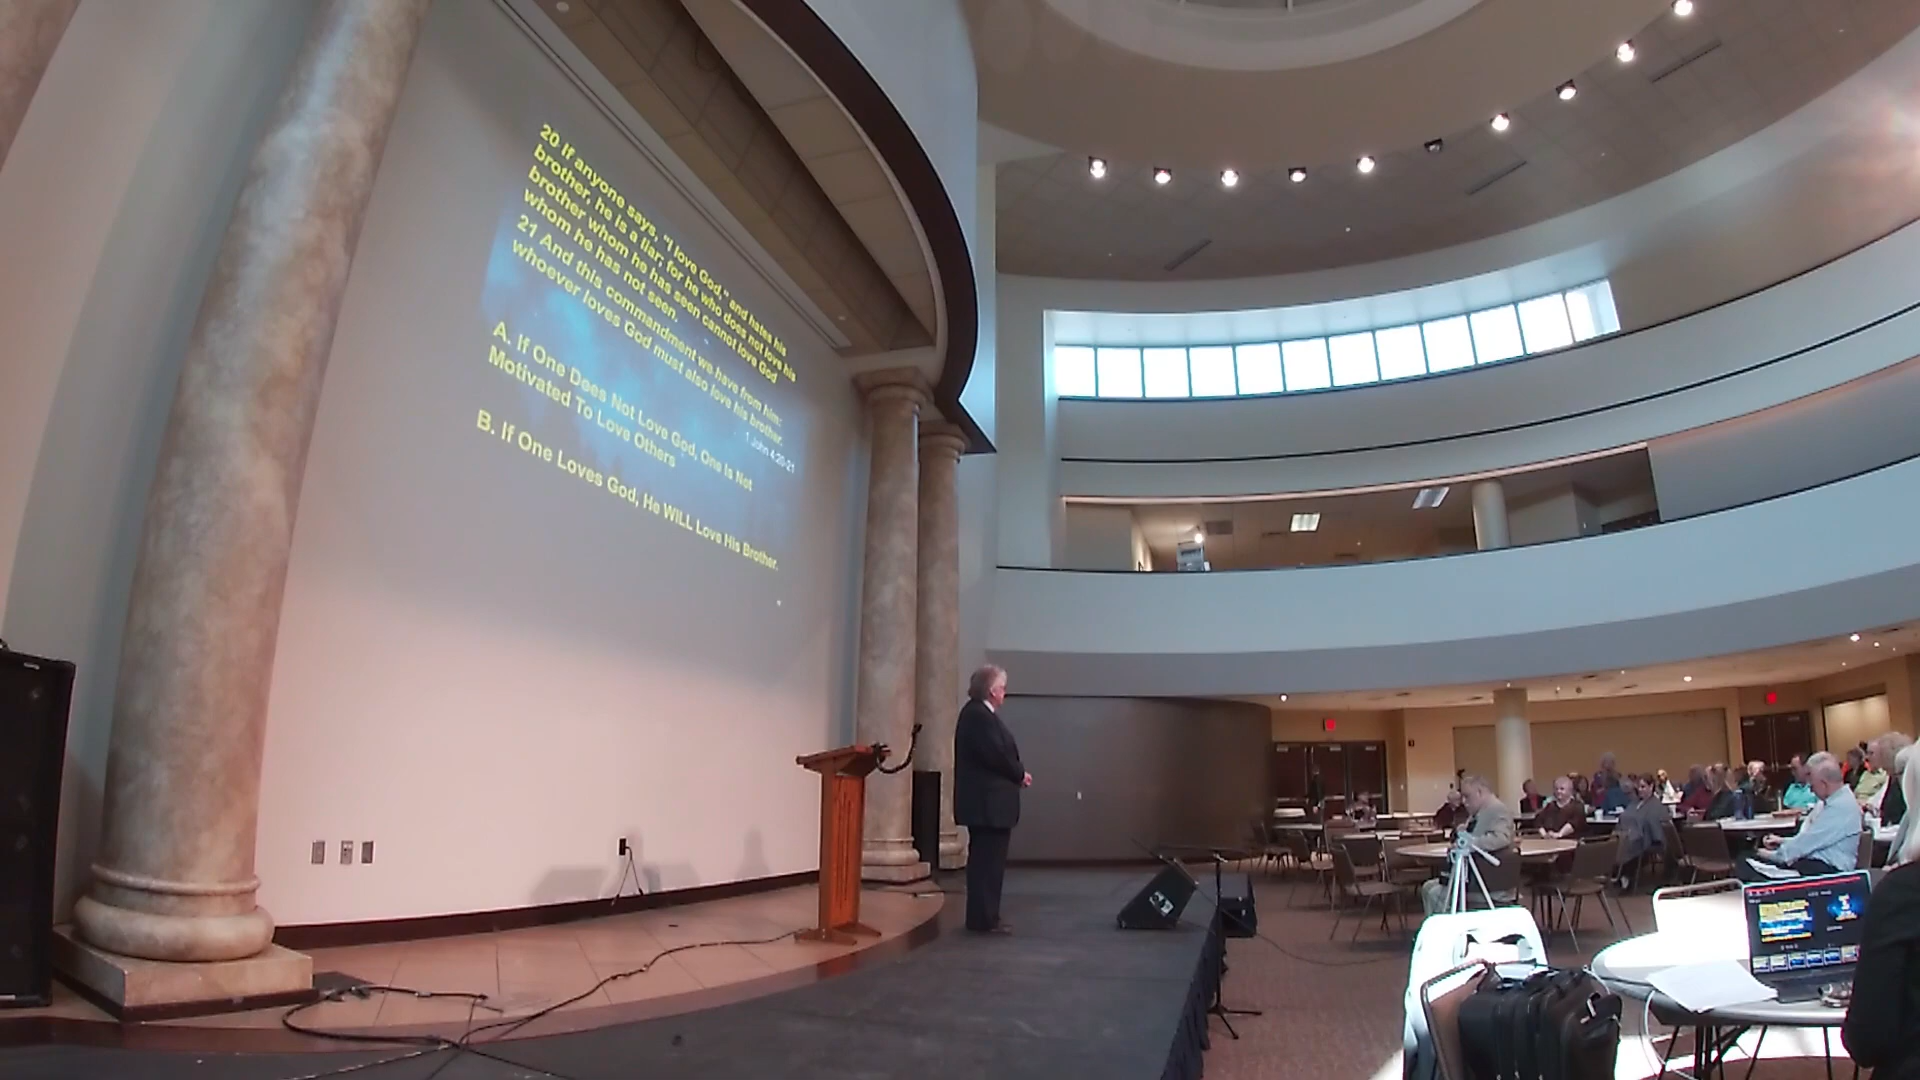 20 If anyone says, "I love God," and hates his
brother, he is a liar; for he who does not love his
brother whom he has seen cannot love God
whom he has not seen.
21 And this commandment we have from him:
whoever loves God must also love his brother.
1 John 4:20-21
A. If One Does Not Love God, One Is Not
Motivated To Love Others
B. If One Loves God, He WILL Love His Brother.